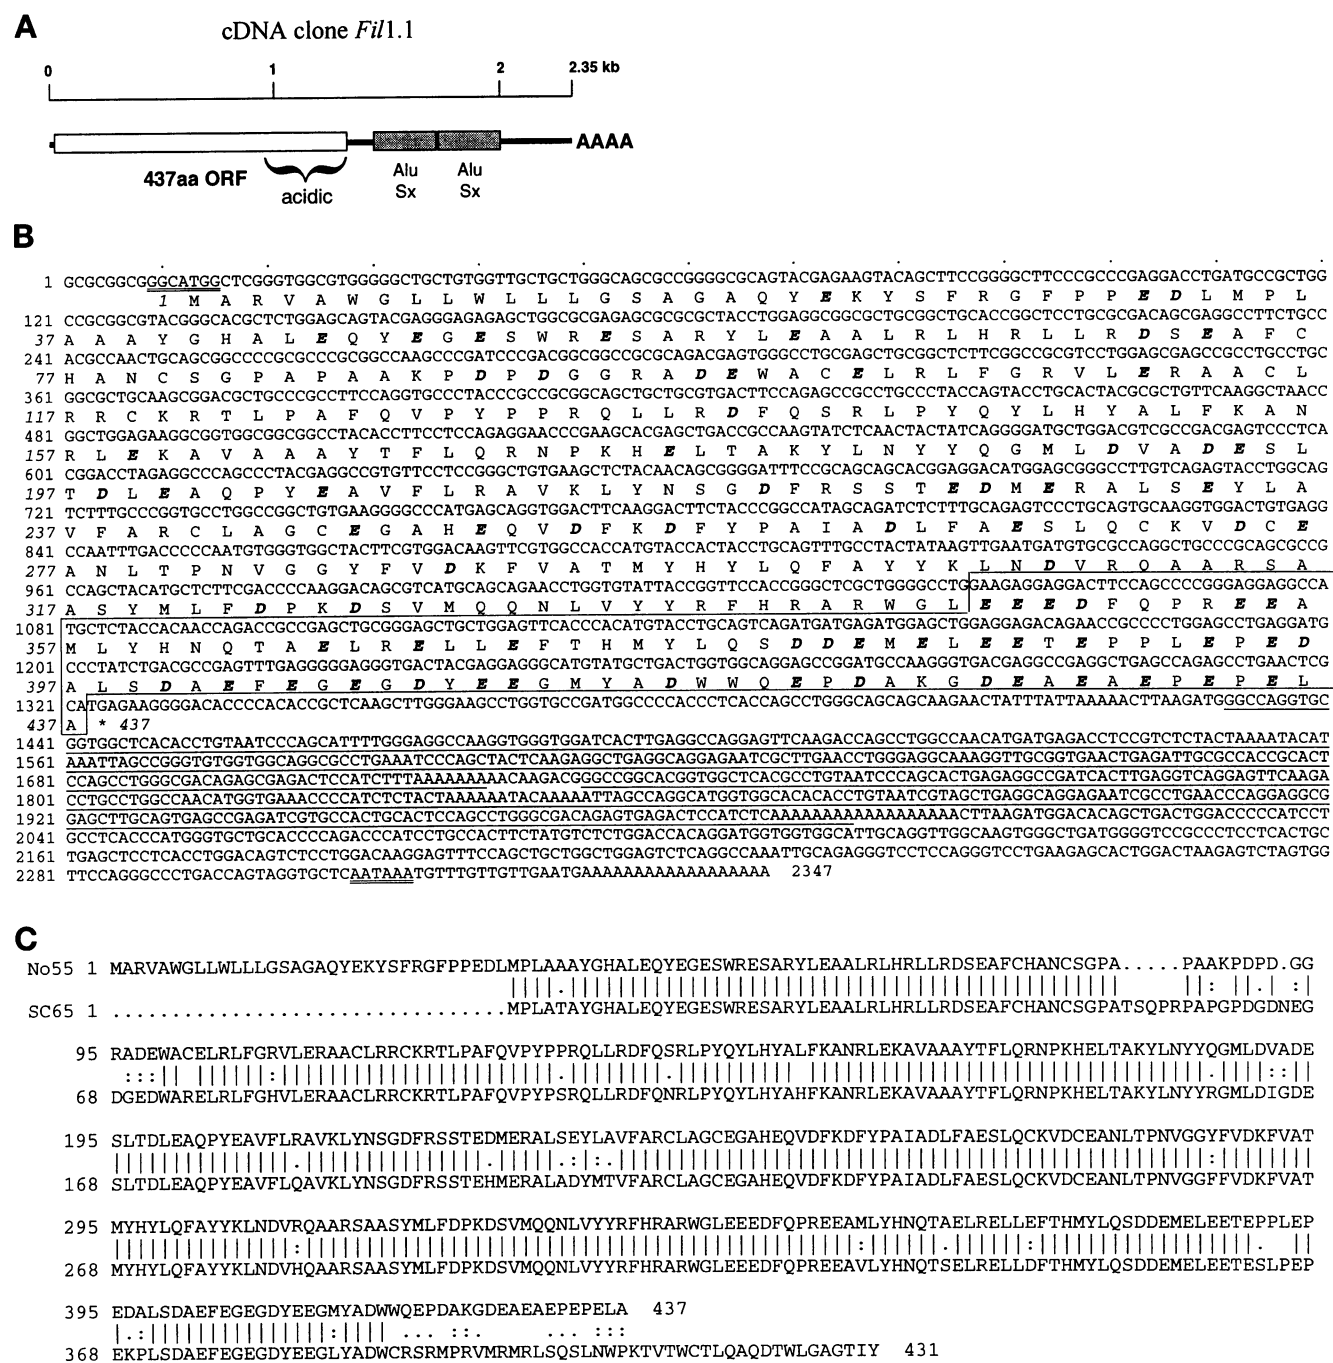 A
cDNA clone Fil1.1
0 1 2 2.35 kb
AAAA
437aa ORF
acidic
Alu Sx
Alu Sx
B
1 GCGCGGCGGGGCATGGCTCGGGTGGCGTGGGGGCTGCTGTGGTTGCTGCTGGGCAGCGCCGGGGCGCAGTACGAGAAGTACAGCTTCCGGGGCTTCCCGCCCGAGGACCTGATGCCGCTGG
1 M A R V A W G L L W L L L G S A G A Q Y E K Y S F R G F P P E D L M P L
121 CCGCGGCGTACGGGCACGCTCTGGAGCAGTACGAGGGAGAGAGCTGGCGCGAGAGCGCGCGCTACCTGGAGGCGGCGCTGCGGCTGCACCGGCTCCTGCGCGACAGCGAGGCCTTCTGCC
37 A A A Y G H A L E Q Y E G E S W R E S A R Y L E A A L R L H R L L R D S E A F C
241 ACGCCAACTGCAGCGGCCCCGCGCCCGCGGCCAAGCCCGATCCCGACGGCGGCCGCGCAGACGAGTGGGCCTGCGAGCTGCGGCTCTTCGGCCGCGTCCTGGAGCGAGCCGCCTGCCTGC
77 H A N C S G P A P A A K P D P D G G R A D E W A C E L R L F G R V L E R A A C L
361 GGCGCTGCAAGCGGACGCTGCCCGCCTTCCAGGTGCCCTACCCGCCGCGGCAGCTGCTGCGTGACTTCCAGAGCCGCCTGCCCTACCAGTACCTGCACTACGCGCTGTTCAAGGCTAACC
117 R R C K R T L P A F Q V P Y P P R Q L L R D F Q S R L P Y Q Y L H Y A L F K A N
481 GGCTGGAGAAGGCGGTGGCGGCGGCCTACACCTTCCTCCAGAGGAACCCGAAGCACGAGCTGACCGCCAAGTATCTCAACTACTATCAGGGGATGCTGGACGTCGCCGACGAGTCCCTCA
157 R L E K A V A A A Y T F L Q R N P K H E L T A K Y L N Y Y Q G M L D V A D E S L
601 CGGACCTAGAGGCCCAGCCCTACGAGGCCGTGTTCCTCCGGGCTGTGAAGCTCTACAACAGCGGGGATTTCCGCAGCAGCACGGAGGACATGGAGCGGGCCTTGTCAGAGTACCTGGCAG
197 T D L E A Q P Y E A V F L R A V K L Y N S G D F R S S T E D M E R A L S E Y L A
721 TCTTTGCCCGGTGCCTGGCCGGCTGTGAAGGGGCCCATGAGCAGGTGGACTTCAAGGACTTCTACCCGGCCATAGCAGATCTCTTTGCAGAGTCCCTGCAGTGCAAGGTGGACTGTGAGG
237 V F A R C L A G C E G A H E Q V D F K D F Y P A I A D L F A E S L Q C K V D C E
841 CCAATTTGACCCCCAATGTGGGTGGCTACTTCGTGGACAAGTTCGTGGCCACCATGTACCACTACCTGCAGTTTGCCTACTATAAGTTGAATGATGTGCGCCAGGCTGCCCGCAGCGCCG
277 A N L T P N V G G Y F V D K F V A T M Y H Y L Q F A Y Y K L N D V R Q A A R S A
961 CCAGCTACATGCTCTTCGACCCCAAGGACAGCGTCATGCAGCAGAACCTGGTGTATTACCGGTTCCACCGGGCTCGCTGGGGCCTGGAAGAGGAGGACTTCCAGCCCCGGGAGGAGGCCA
317 A S Y M L F D P K D S V M Q Q N L V Y Y R F H R A R W G L E E E D F Q P R E E A
1081 TGCTCTACCACAACCAGACCGCCGAGCTGCGGGAGCTGCTGGAGTTCACCCACATGTACCTGCAGTCAGATGATGAGATGGAGCTGGAGGAGACAGAACCGCCCCTGGAGCCTGAGGATG
357 M L Y H N Q T A E L R E L L E F T H M Y L Q S D D E M E L E E T E P P L E P E D
1201 CCCTATCTGACGCCGAGTTTGAGGGGGAGGGTGACTACGAGGAGGGCATGTATGCTGACTGGTGGCAGGAGCCGGATGCCAAGGGTGACGAGGCCGAGGCTGAGCCAGAGCCTGAACTCG
397 A L S D A E F E G E G D Y E E G M Y A D W W Q E P D A K G D E A E A E P E P E L
1321 CATGAGAAGGGGACACCCCACACCGCTCAAGCTTGGGAAGCCTGGTGCCGATGGCCCCACCCTCACCAGCCTGGGCAGCAGCAAGAACTATTTATTAAAAACTTAAGATGGGCCAGGTGC
437 A * 437
1441 GGTGGCTCACACCTGTAATCCCAGCATTTTGGGAGGCCAAGGTGGGTGGATCACTTGAGGCCAGGAGTTCAAGACCAGCCTGGCCAACATGATGAGACCTCCGTCTCTACTAAAATACAT
1561 AAATTAGCCGGGTGTGGTGGCAGGCGCCTGAAATCCCAGCTACTCAAGAGGCTGAGGCAGGAGAATCGCTTGAACCTGGGAGGCAAAGGTTGCGGTGAACTGAGATTGCGCCACCGCACT
1681 CCAGCCTGGGCGACAGAGCGAGACTCCATCTTTAAAAAAAAACAAGACGGGCCGGCACGGTGGCTCACGCCTGTAATCCCAGCACTGAGAGGCCGATCACTTGAGGTCAGGAGTTCAAGA
1801 CCTGCCTGGCCAACATGGTGAAACCCCATCTCTACTAAAAAATACAAAAATTAGCCAGGCATGGTGGCACACACCTGTAATCGTAGCTGAGGCAGGAGAATCGCCTGAACCCAGGAGGCG
1921 GAGCTTGCAGTGAGCCGAGATCGTGCCACTGCACTCCAGCCTGGGCGACAGAGTGAGACTCCATCTCAAAAAAAAAAAAAAAAAACTTAAGATGGACACAGCTGACTGGACCCCCATCCT
2041 GCCTCACCCATGGGTGCTGCACCCCAGACCCATCCTGCCACTTCTATGTCTCTGGACCACAGGATGGTGGTGGCATTGCAGGTTGGCAAGTGGGCTGATGGGGTCCGCCCTCCTCACTGC
2161 TGAGCTCCTCACCTGGACAGTCTCCTGGACAAGGAGTTTCCAGCTGCTGGCTGGAGTCTCAGGCCAAATTGCAGAGGGTCCTCCAGGGTCCTGAAGAGCACTGGACTAAGAGTCTAGTGG
2281 TTCCAGGGCCCTGACCAGTAGGTGCTCAATAAATGTTTGTTGTTGAATGAAAAAAAAAAAAAAAAAA 2347
C
No55 1 MARVAWGLLWLLLGSAGAQYEKYSFRGFPPEDLMPLAAAYGHALEQYEGESWRESARYLEAALRLHRLLRDSEAFCHANCSGPA.....PAAKPDPD.GG
SC65 1 .................................MPLATAYGHALEQYEGESWRESARYLEAALRLHRLLRDSEAFCHANCSGPATSQPRPAPGPDGDNEG
95 RADEWACELRLFGRVLERAACLRRCKRTLPAFQVPYPPRQLLRDFQSRLPYQYLHYALFKANRLEKAVAAAYTFLQRNPKHELTAKYLNYYQGMLDVADE
68 DGEDWARELRLFGHVLERAACLRRCKRTLPAFQVPYPSRQLLRDFQNRLPYQYLHYAHFKANRLEKAVAAAYTFLQRNPKHELTAKYLNYYRGMLDIGDE
195 SLTDLEAQPYEAVFLRAVKLYNSGDFRSSTEDMERALSEYLAVFARCLAGCEGAHEQVDFKDFYPAIADLFAESLQCKVDCEANLTPNVGGYFVDKFVAT
168 SLTDLEAQPYEAVFLQAVKLYNSGDFRSSTEHMERALADYMTVFARCLAGCEGAHEQVDFKDFYPAIADLFAESLQCKVDCEANLTPNVGGFFVDKFVAT
295 MYHYLQFAYYKLNDVRQAARSAASYMLFDPKDSVMQQNLVYYRFHRARWGLEEEDFQPREEAMLYHNQTAELRELLEFTHMYLQSDDEMELEETEPPLEP
268 MYHYLQFAYYKLNDVHQAARSAASYMLFDPKDSVMQQNLVYYRFHRARWGLEEEDFQPREEAVLYHNQTSELRELLDFTHMYLQSDDEMELEETESLPEP
395 EDALSDAEFEGEGDYEEGMYADWWQEPDAKGDEAEAEPEPELA 437
368 EKPLSDAEFEGEGDYEEGLYADWCRSRMPRVMRMRLSQSLNWPKTVTWCTLQAQDTWLGAGTIY 431